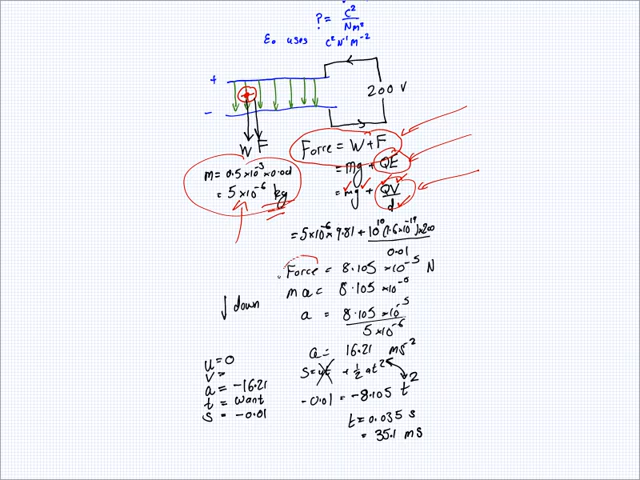 ? = C²/Nm²
ε₀ uses C²N⁻¹m⁻²
+
200 V
+
-
W F
Force = W + F
= mg + QE
= mg + QV/d
m = 0.5×10⁻³×0.01
= 5×10⁻⁶ kg
= 5×10⁻⁶×9.81 + 10¹⁰(1.6×10⁻¹⁹)×200/0.01
Force = 8.105×10⁻⁵ N
↓ down
ma = 8.105×10⁻⁵
a = 8.105×10⁻⁵/5×10⁻⁶
a = 16.21 ms⁻²
s = ut + ½at²
-0.01 = -8.105 t²
t = 0.035 s
= 35.1 ms
u = 0
v =
a = -16.21
t = want
s = -0.01